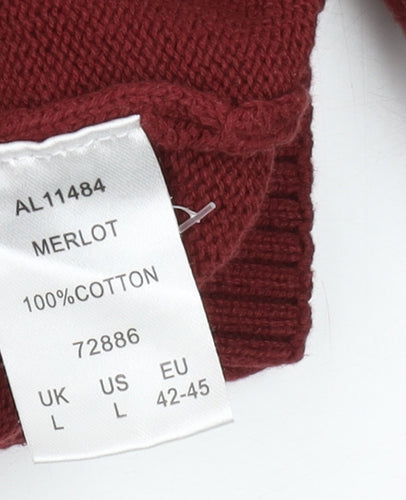 AL11484
MERLOT
100%COTTON
72886
UK US EU
L L 42-45